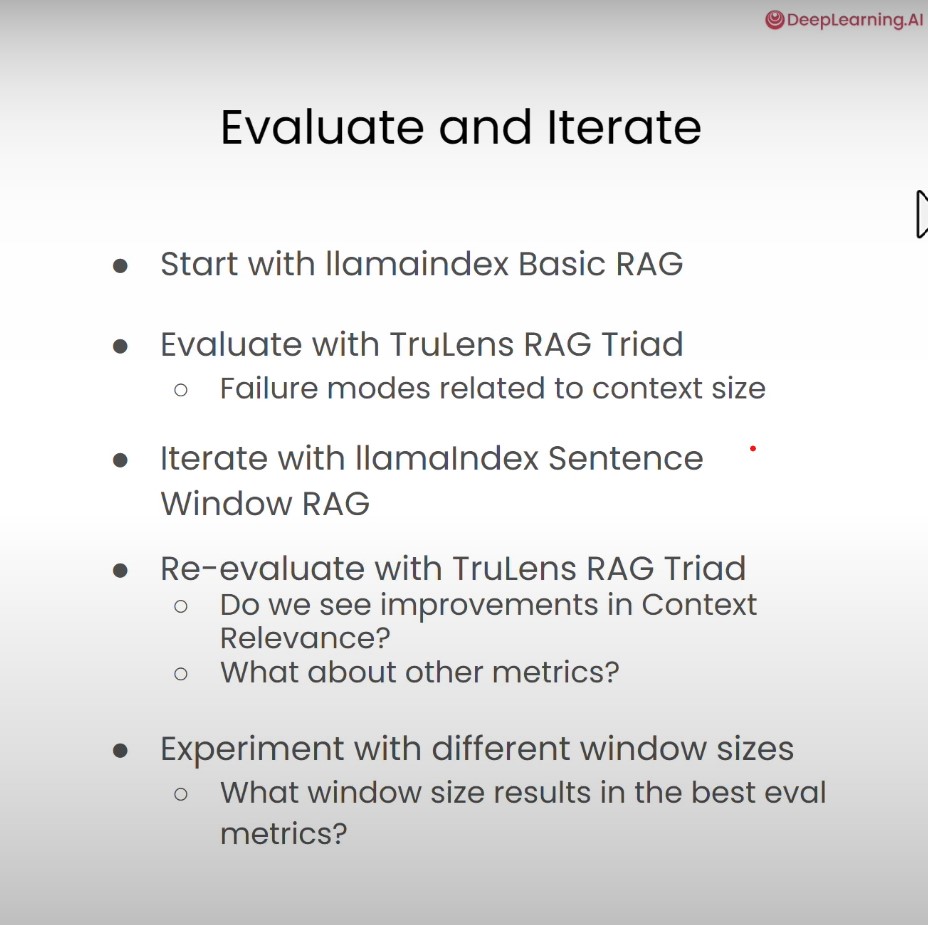 DeepLearning.AI
Evaluate and Iterate
● Start with llamaindex Basic RAG
● Evaluate with TruLens RAG Triad
○ Failure modes related to context size
● Iterate with llamaIndex Sentence
Window RAG
● Re-evaluate with TruLens RAG Triad
○ Do we see improvements in Context
Relevance?
○ What about other metrics?
● Experiment with different window sizes
○ What window size results in the best eval
metrics?